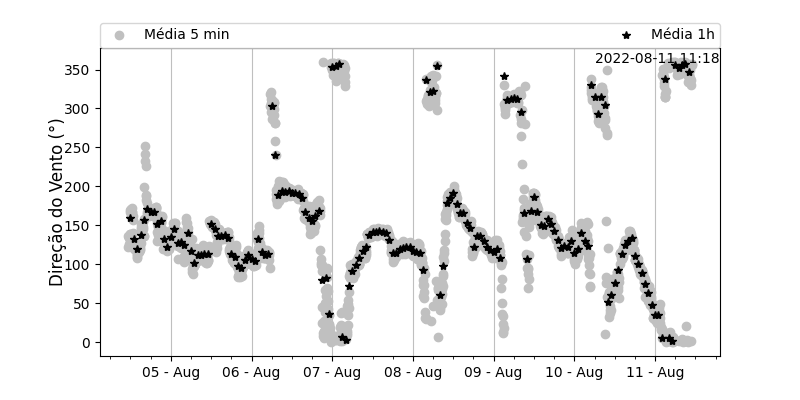 Média 5 min
Média 1h
2022-08-11 11:18
Direção do Vento (°)
350
300
250
200
150
100
50
0
05 - Aug
06 - Aug
07 - Aug
08 - Aug
09 - Aug
10 - Aug
11 - Aug